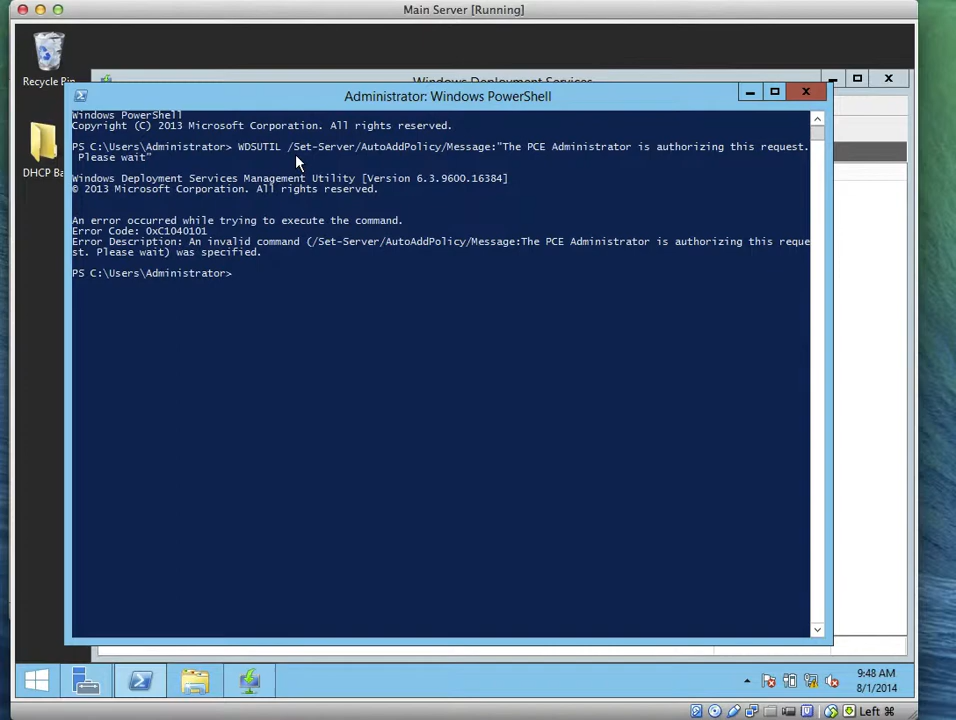 Main Server [Running]
Recycle Bin
Windows Deployment Services
Administrator: Windows PowerShell
Windows PowerShell
Copyright (C) 2013 Microsoft Corporation. All rights reserved.
PS C:\Users\Administrator> WDSUTIL /Set-Server/AutoAddPolicy/Message:"The PCE Administrator is authorizing this request.
Please wait"
DHCP Ba
Windows Deployment Services Management Utility [Version 6.3.9600.16384]
© 2013 Microsoft Corporation. All rights reserved.
An error occurred while trying to execute the command.
Error Code: 0xC1040101
Error Description: An invalid command (/Set-Server/AutoAddPolicy/Message:The PCE Administrator is authorizing this reque
st. Please wait) was specified.
PS C:\Users\Administrator>
9:48 AM
8/1/2014
Left ⌘